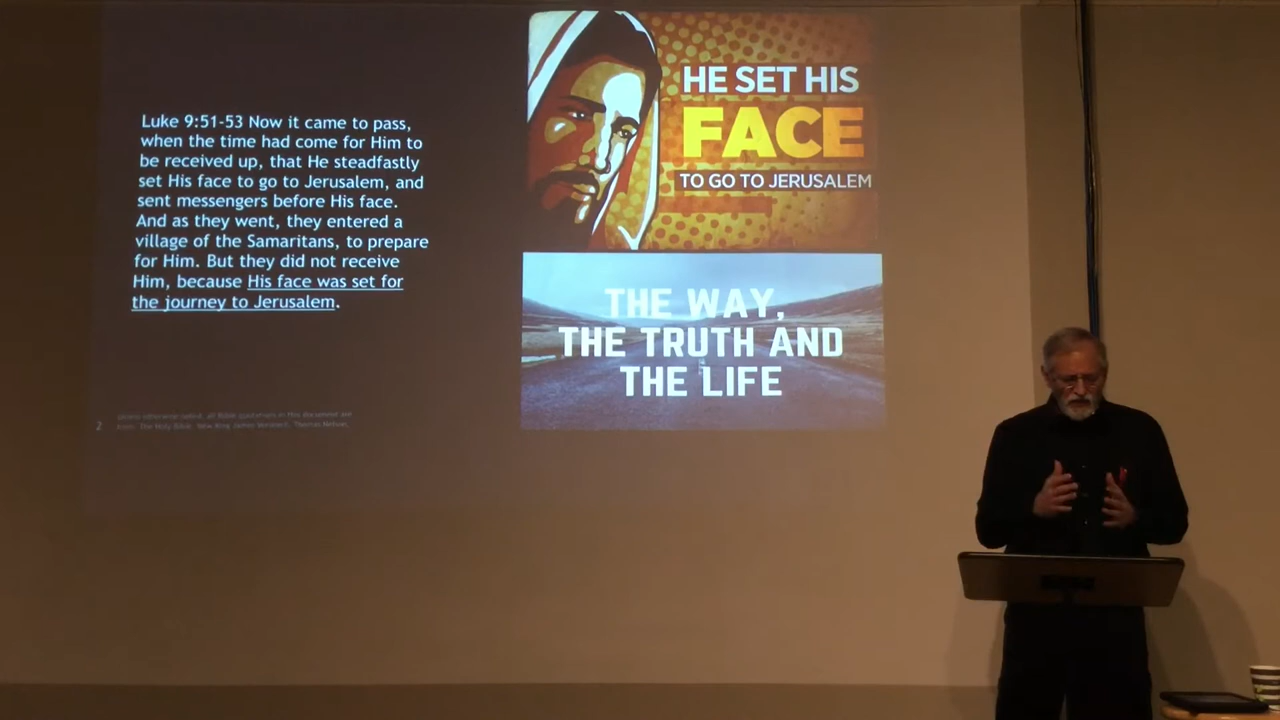 Luke 9:51-53 Now it came to pass,
when the time had come for Him to
be received up, that He steadfastly
set His face to go to Jerusalem, and
sent messengers before His face.
And as they went, they entered a
village of the Samaritans, to prepare
for Him. But they did not receive
Him, because His face was set for
the journey to Jerusalem.
2
HE SET HIS
FACE
TO GO TO JERUSALEM
THE WAY,
THE TRUTH AND
THE LIFE